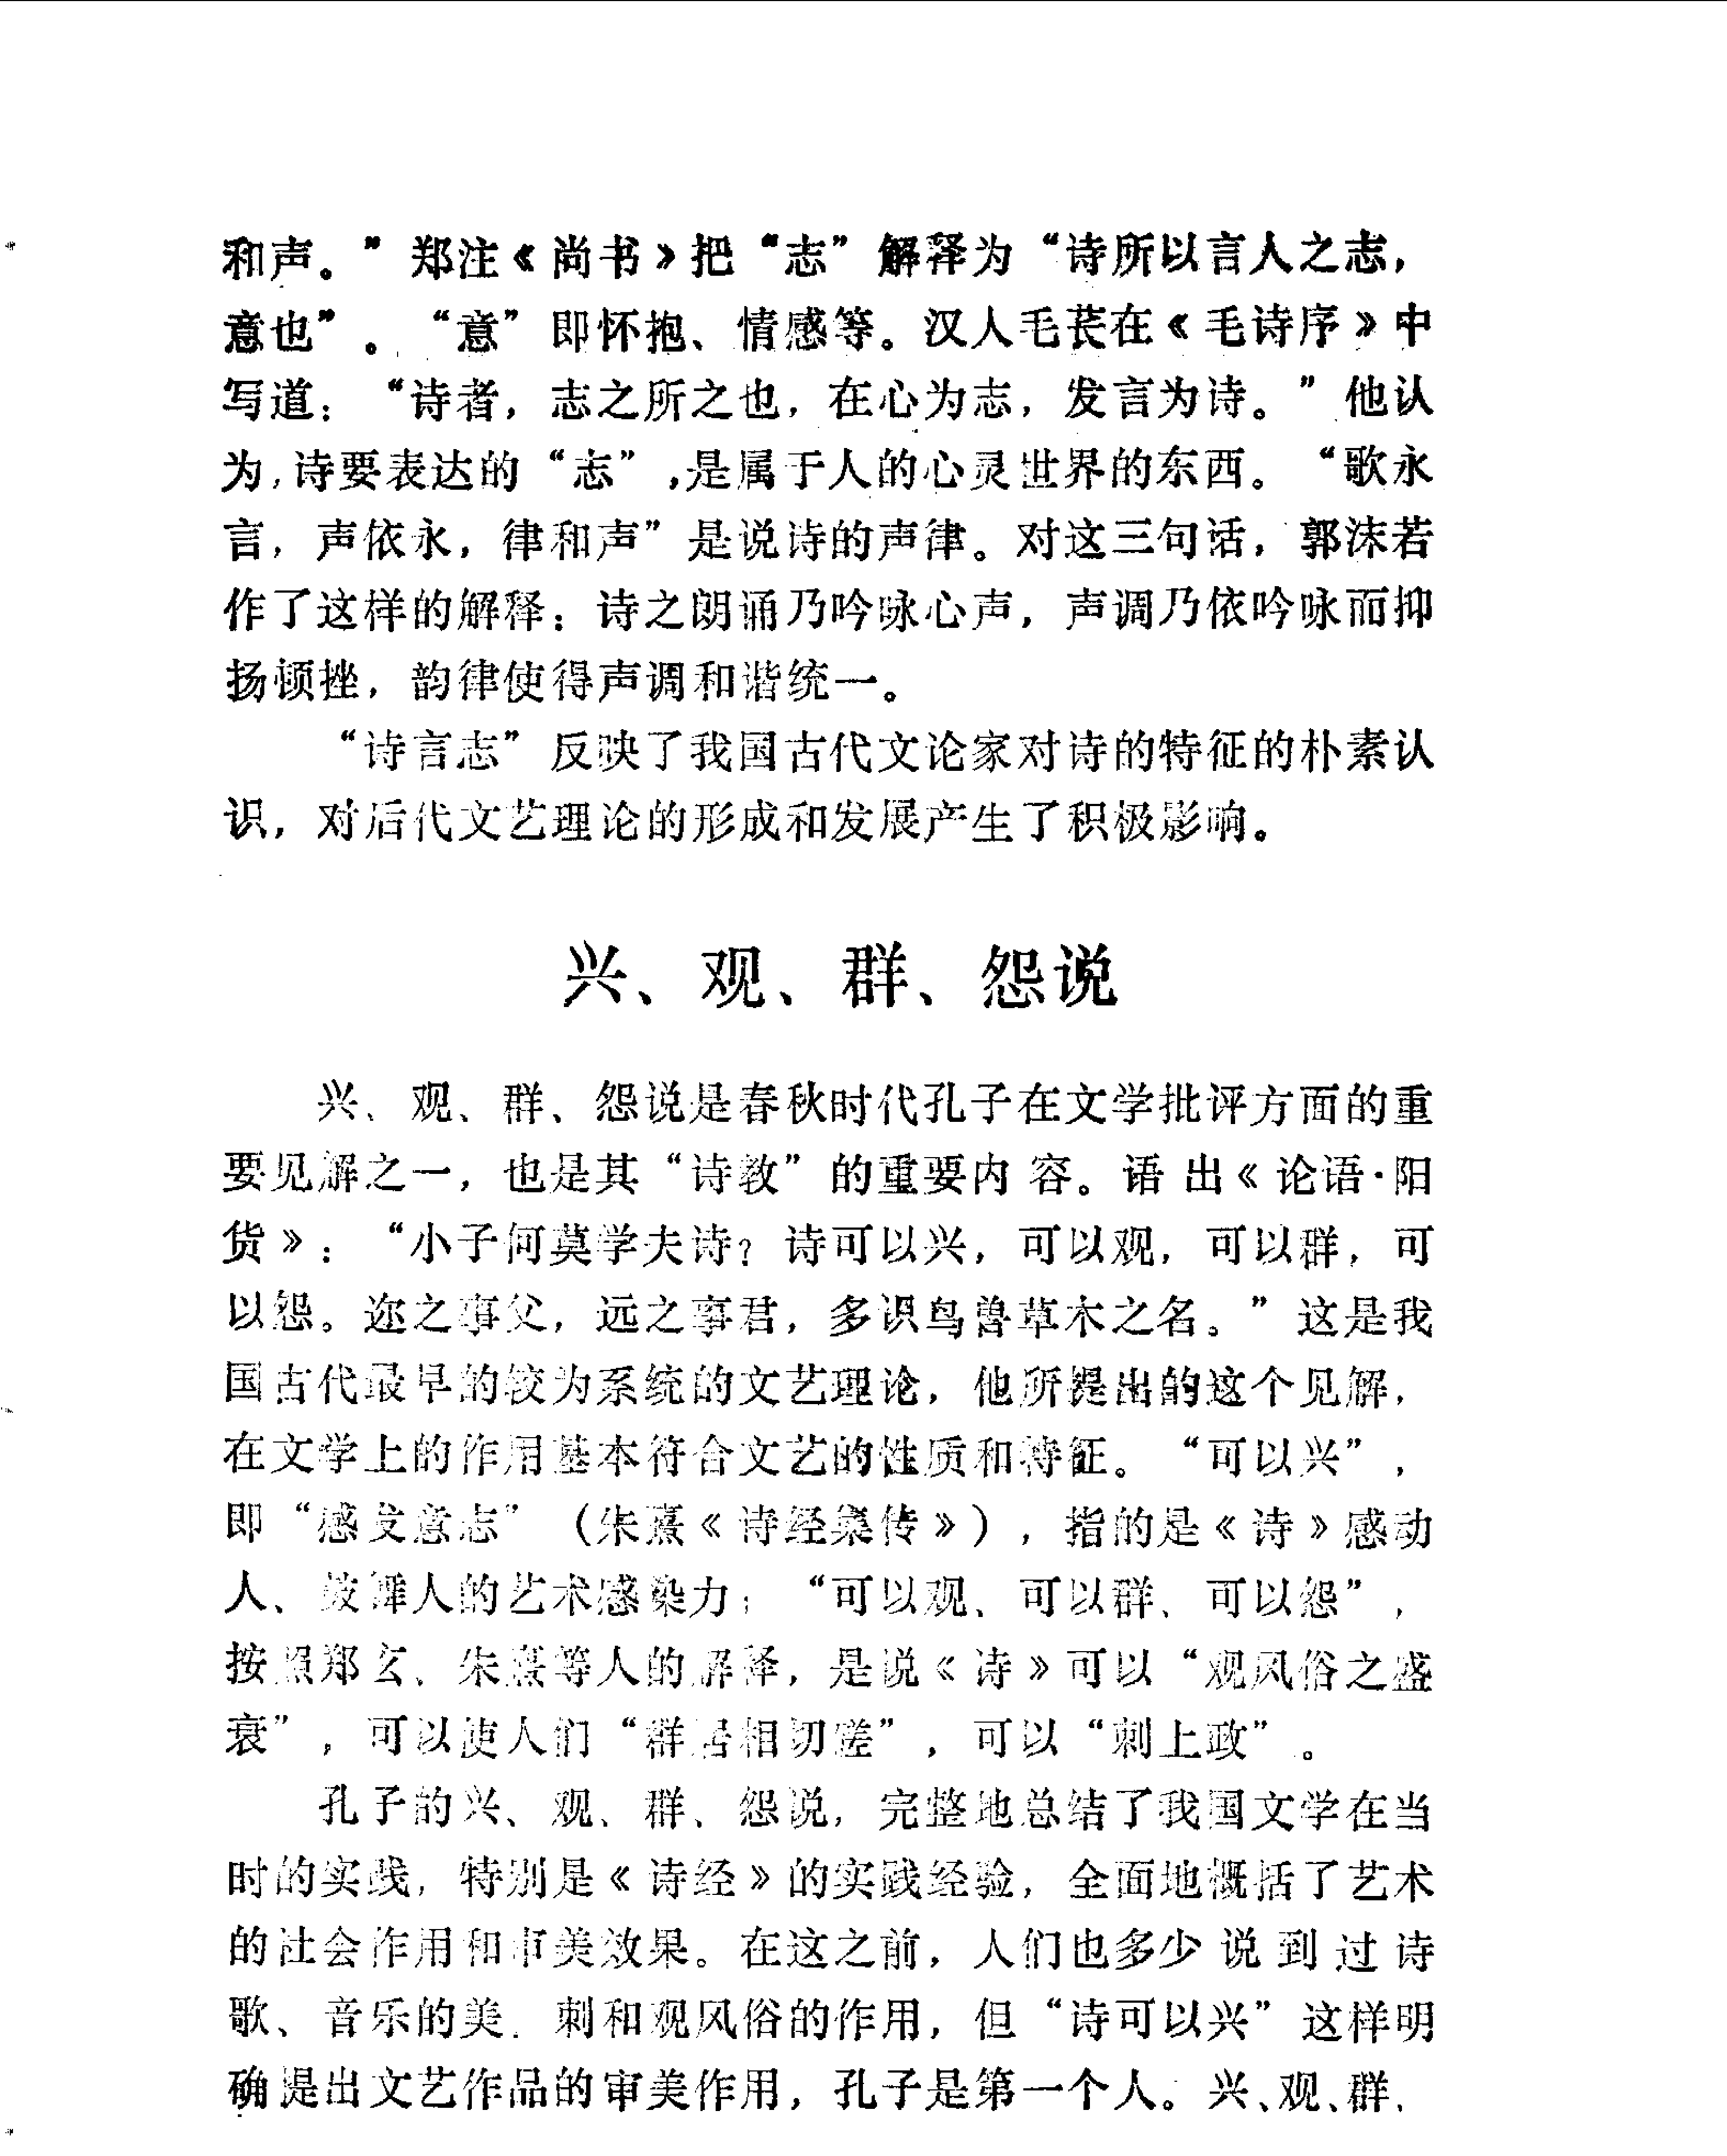 和声。”郑注《尚书》把“志”解释为“诗所以言人之志，
意也”。“意”即怀抱、情感等。汉人毛苌在《毛诗序》中
写道：“诗者，志之所之也，在心为志，发言为诗。”他认
为，诗要表达的“志”，是属于人的心灵世界的东西。“歌永
言，声依永，律和声”是说诗的声律。对这三句话，郭沫若
作了这样的解释：诗之朗诵乃吟咏心声，声调乃依吟咏而抑
扬顿挫，韵律使得声调和谐统一。
“诗言志”反映了我国古代文论家对诗的特征的朴素认
识，对后代文艺理论的形成和发展产生了积极影响。
兴、观、群、怨说
兴、观、群、怨说是春秋时代孔子在文学批评方面的重
要见解之一，也是其“诗教”的重要内容。语出《论语·阳
货》：“小子何莫学夫诗？诗可以兴，可以观，可以群，可
以怨。迩之事父，远之事君，多识鸟兽草木之名。”这是我
国古代最早的较为系统的文艺理论，他所提出的这个见解，
在文学上的作用基本符合文艺的性质和特征。“可以兴”，
即“感发意志”（朱熹《诗经集传》），指的是《诗》感动
人、鼓舞人的艺术感染力；“可以观、可以群、可以怨”，
按照郑玄、朱熹等人的解释，是说《诗》可以“观风俗之盛
衰”，可以使人们“群居相切磋”，可以“刺上政”。
孔子的兴、观、群、怨说，完整地总结了我国文学在当
时的实践，特别是《诗经》的实践经验，全面地概括了艺术
的社会作用和审美效果。在这之前，人们也多少说到过诗
歌、音乐的美、刺和观风俗的作用，但“诗可以兴”这样明
确提出文艺作品的审美作用，孔子是第一个人。兴、观、群、